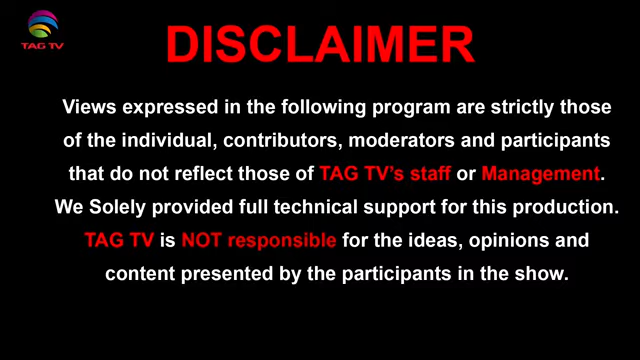 TAG TV
DISCLAIMER
Views expressed in the following program are strictly those
of the individual, contributors, moderators and participants
that do not reflect those of TAG TV's staff or Management.
We Solely provided full technical support for this production.
TAG TV is NOT responsible for the ideas, opinions and
content presented by the participants in the show.